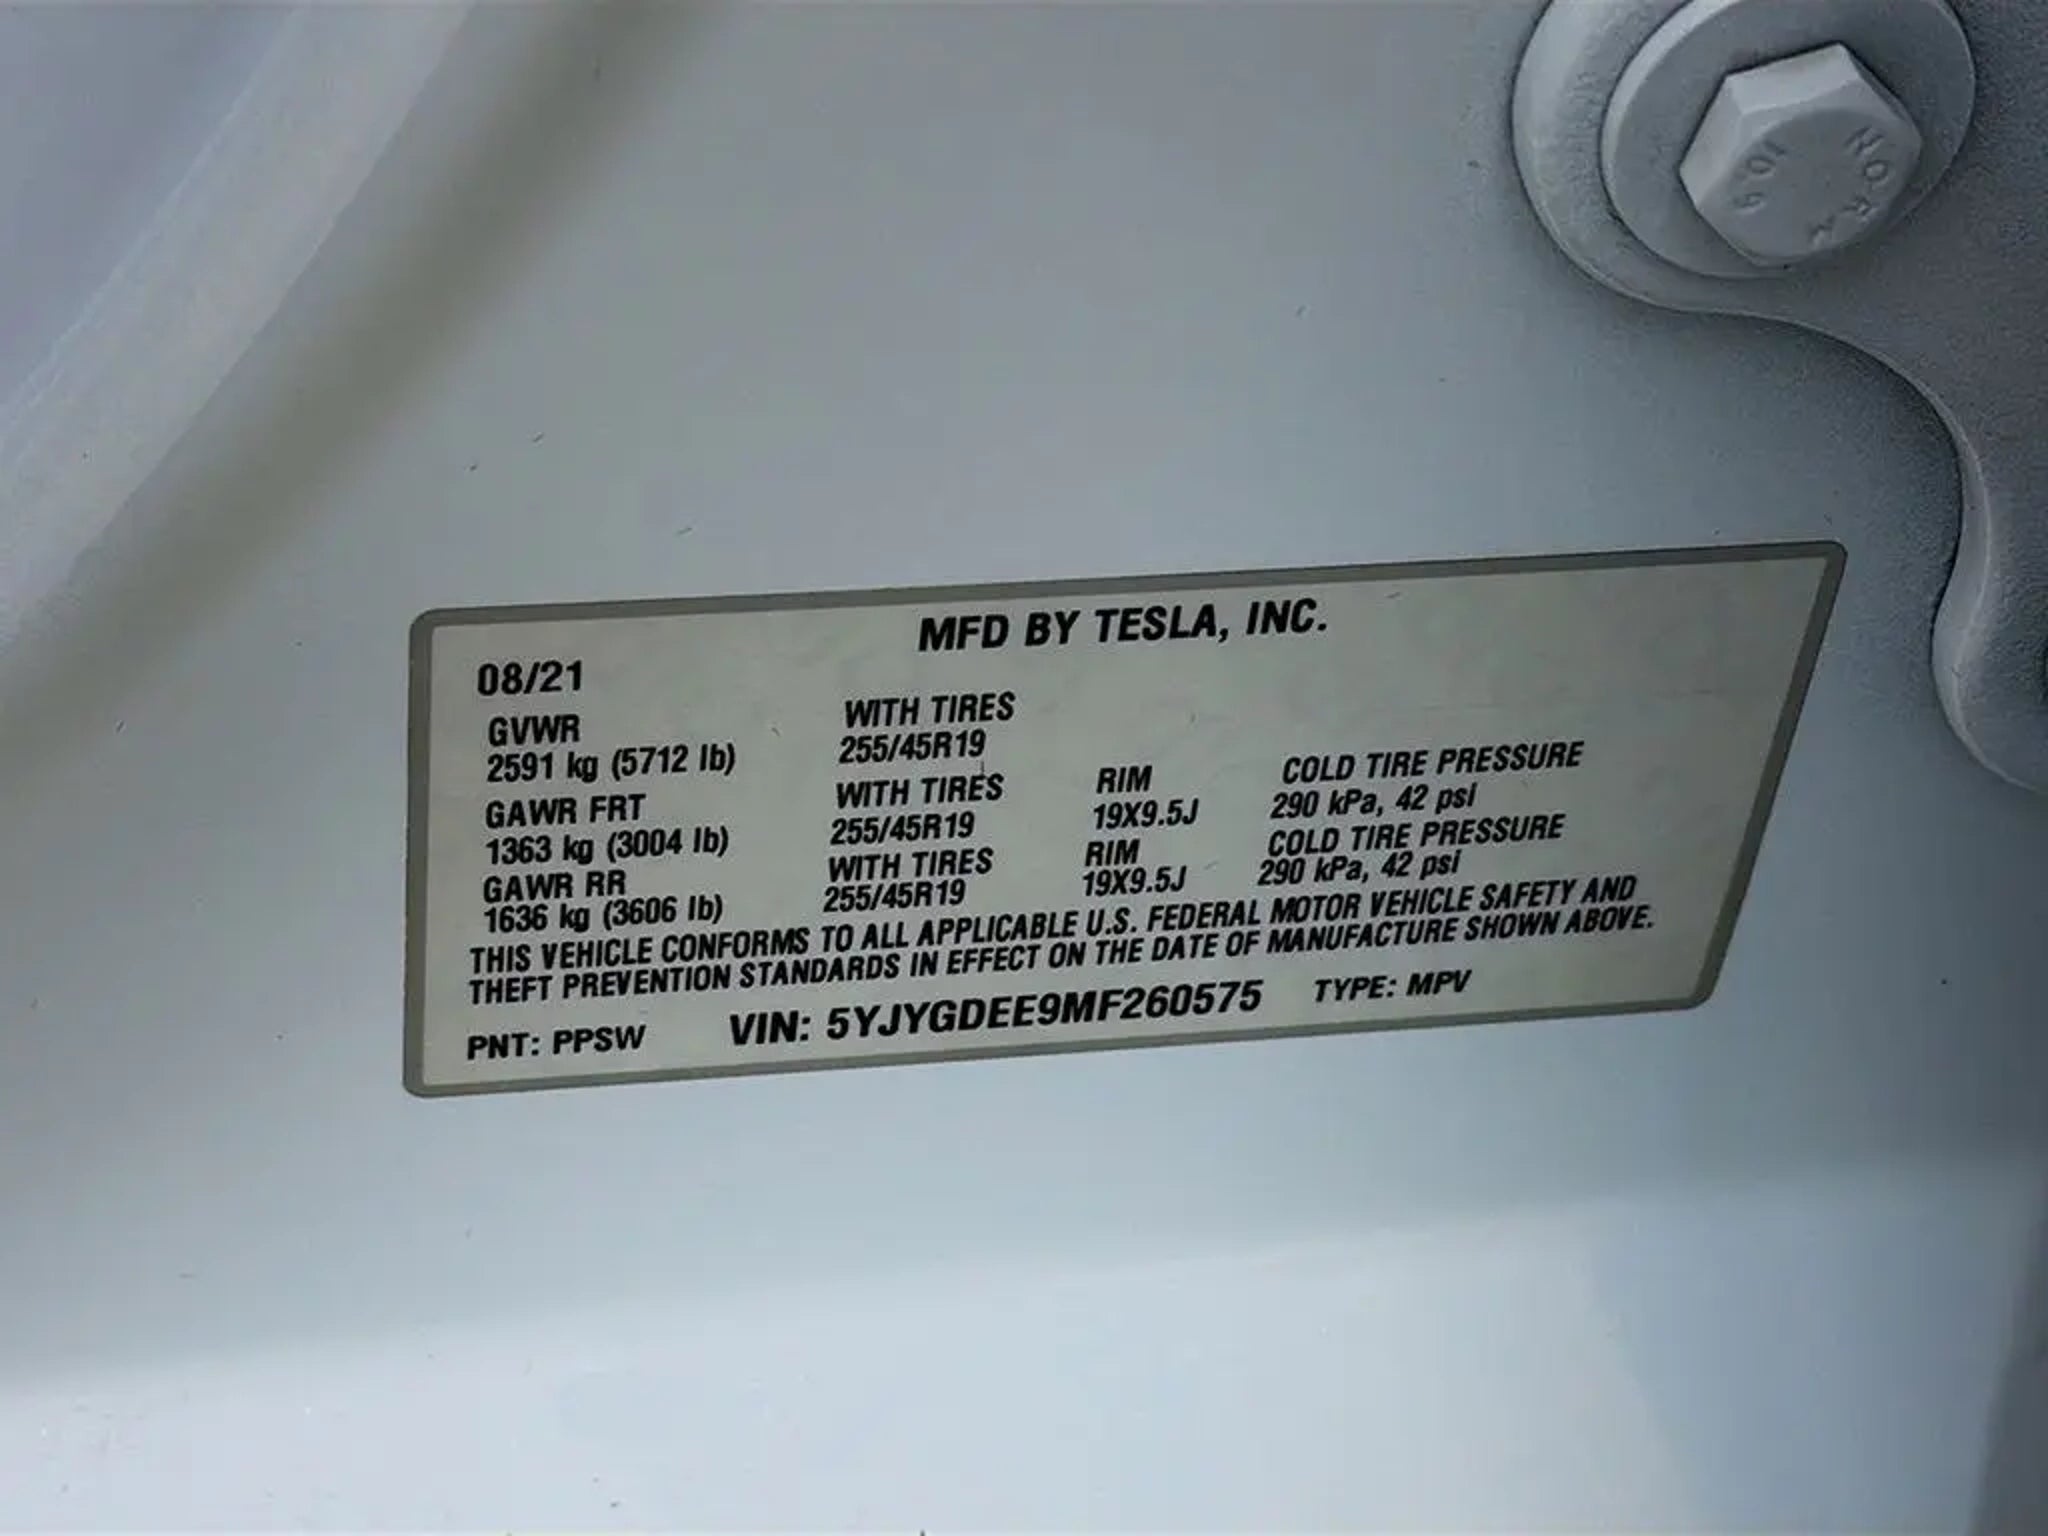 MFD BY TESLA, INC.
08/21
GVWR WITH TIRES
2591 kg (5712 lb) 255/45R19
GAWR FRT WITH TIRES RIM COLD TIRE PRESSURE
1363 kg (3004 lb) 255/45R19 19X9.5J 290 kPa, 42 psi
GAWR RR WITH TIRES RIM COLD TIRE PRESSURE
1636 kg (3606 lb) 255/45R19 19X9.5J 290 kPa, 42 psi
THIS VEHICLE CONFORMS TO ALL APPLICABLE U.S. FEDERAL MOTOR VEHICLE SAFETY AND
THEFT PREVENTION STANDARDS IN EFFECT ON THE DATE OF MANUFACTURE SHOWN ABOVE.
PNT: PPSW VIN: 5YJYGDEE9MF260575 TYPE: MPV